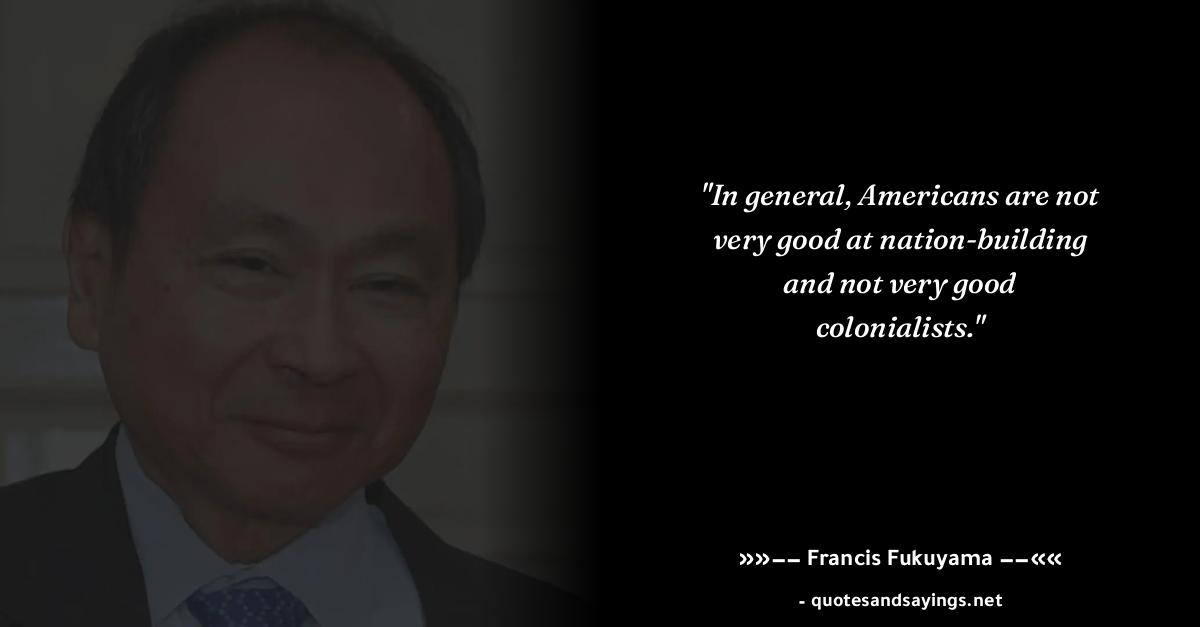 "In general, Americans are not
very good at nation-building
and not very good
colonialists."
»»−− Francis Fukuyama −−««
- quotesandsayings.net